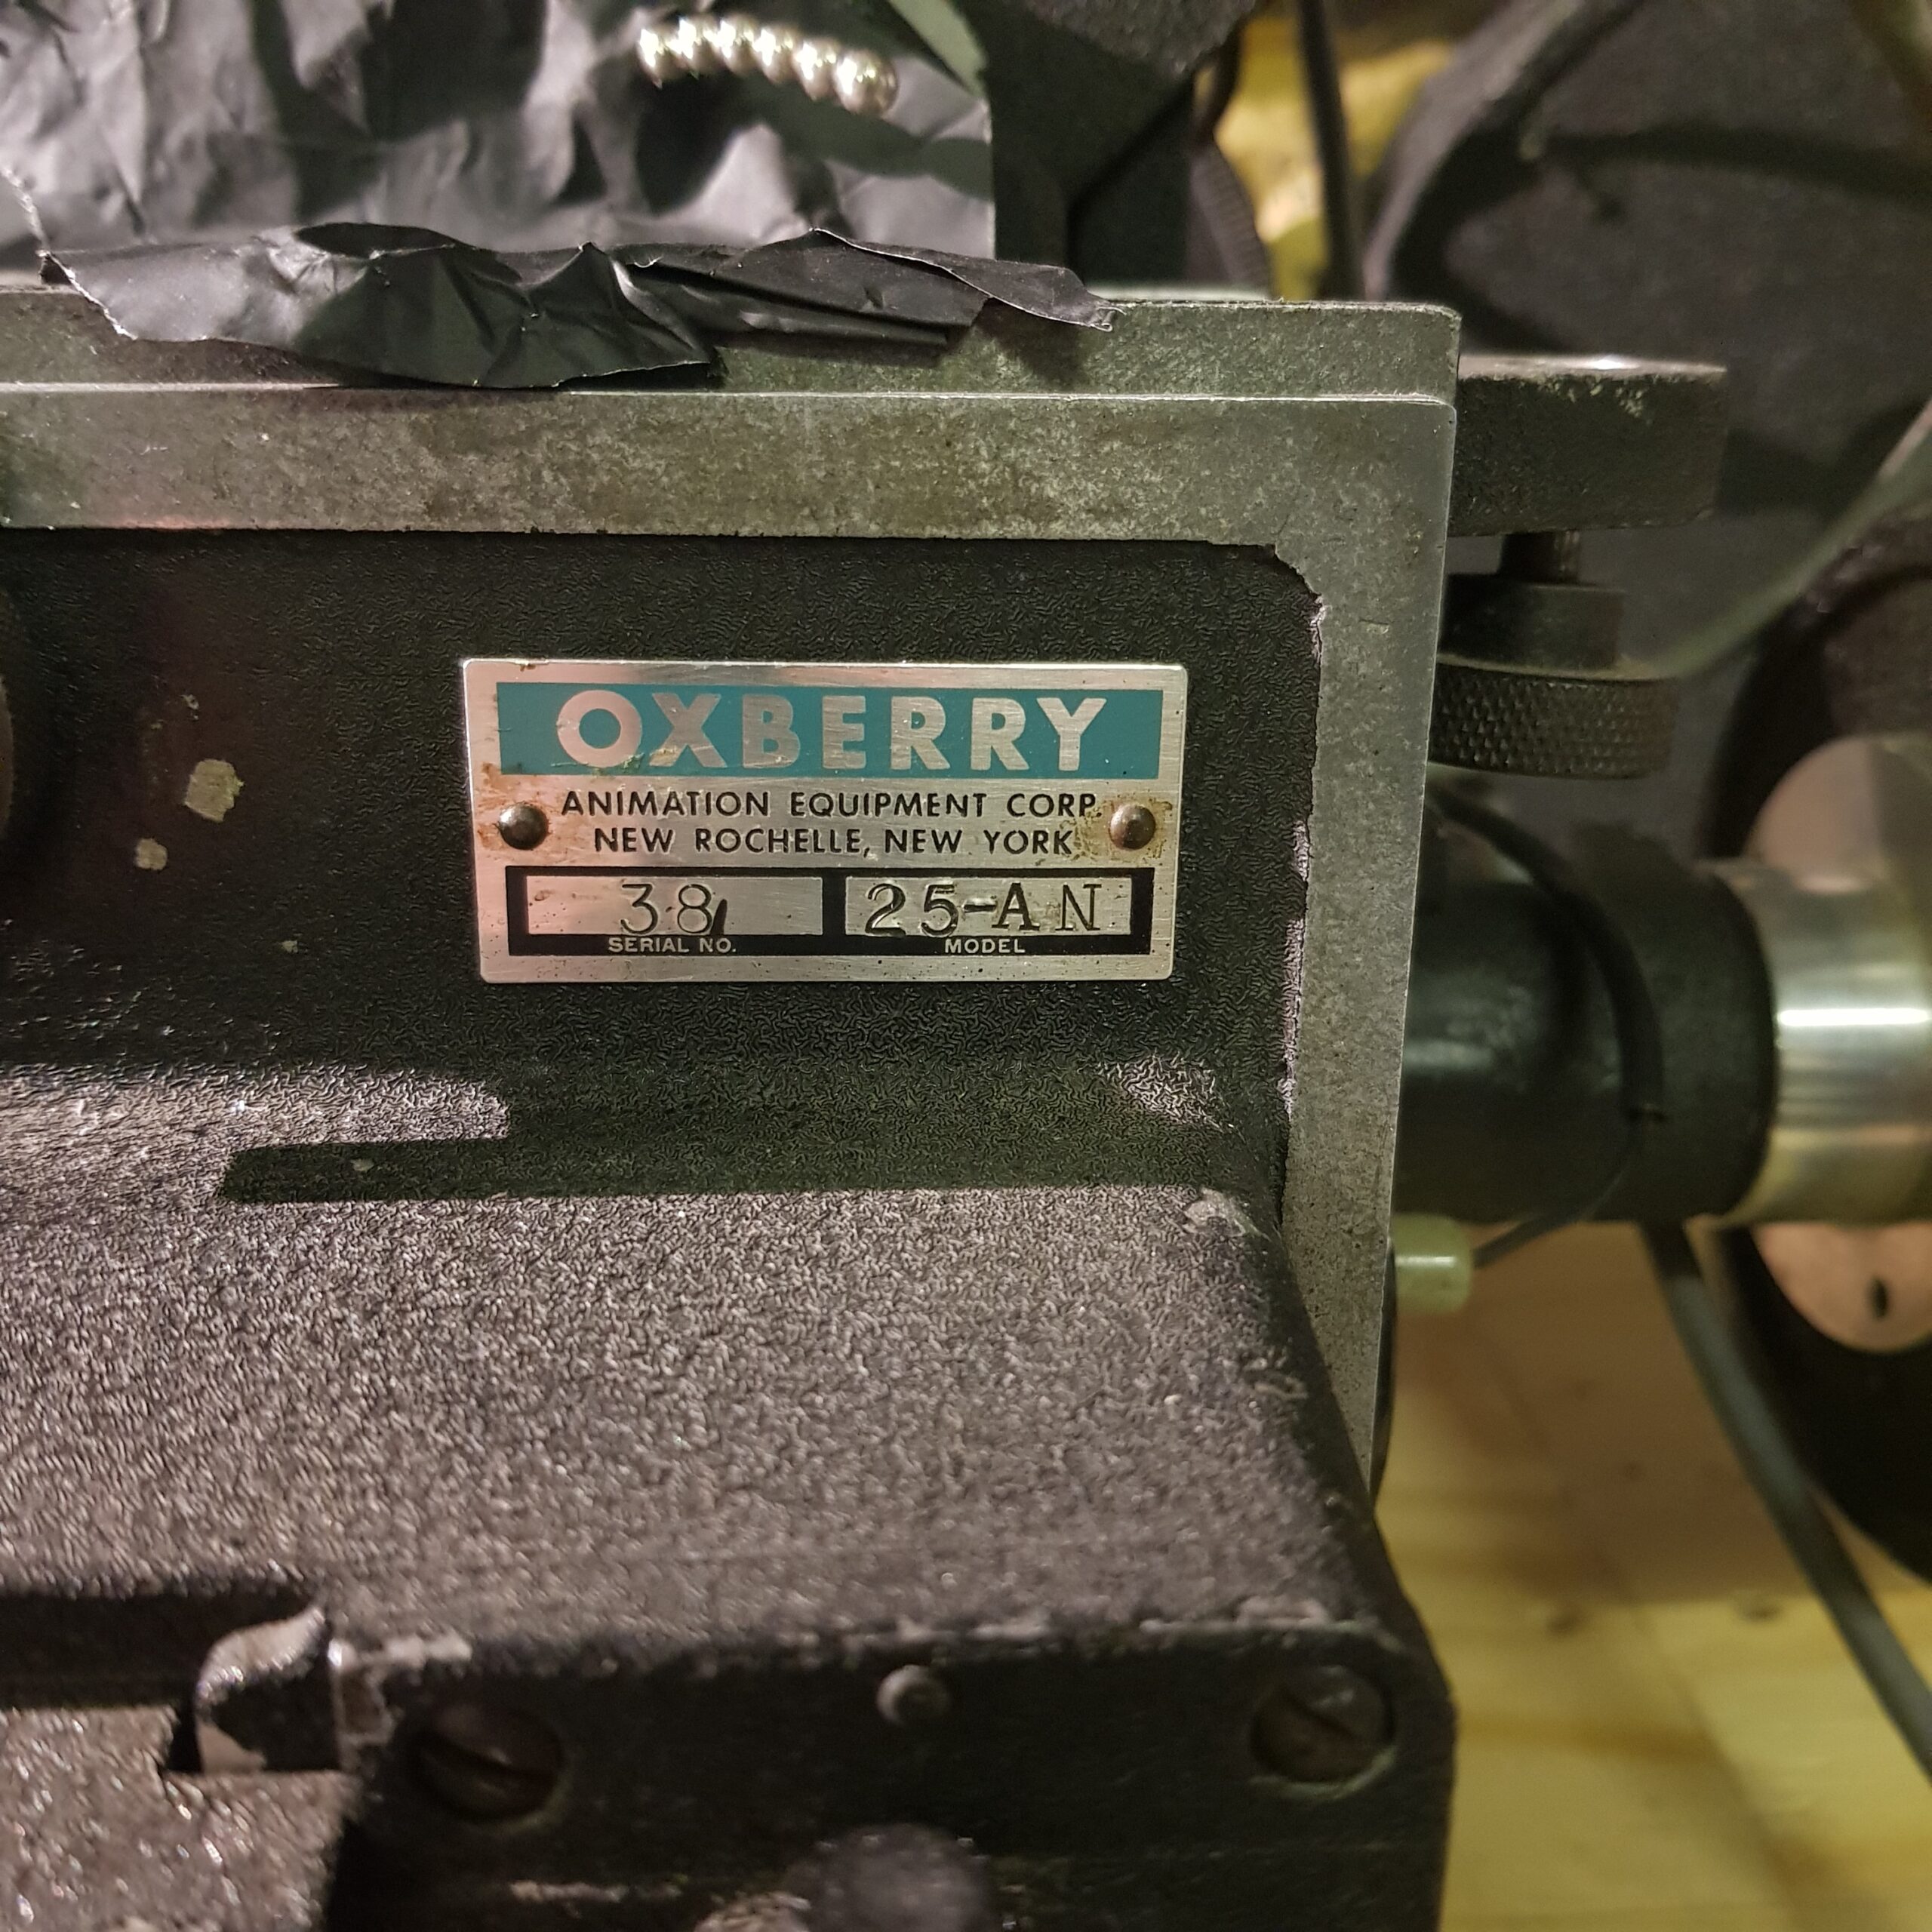 OXBERRY
ANIMATION EQUIPMENT CORP.
NEW ROCHELLE, NEW YORK
38 25-AN
SERIAL NO. MODEL